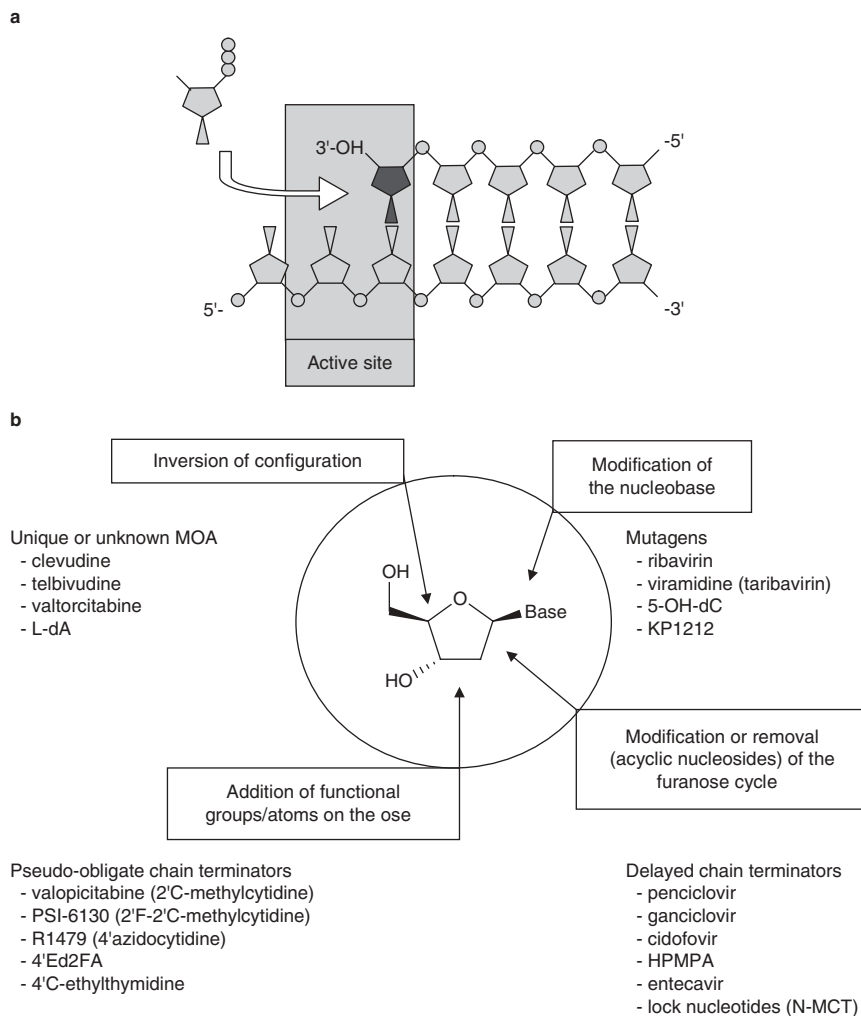 a
3'-OH
-5'
5'-
-3'
Active site
b
Inversion of configuration
Modification of
the nucleobase
Unique or unknown MOA
- clevudine
- telbivudine
- valtorcitabine
- L-dA
Mutagens
- ribavirin
- viramidine (taribavirin)
- 5-OH-dC
- KP1212
OH
O
Base
HO
Modification or removal
(acyclic nucleosides) of the
furanose cycle
Addition of functional
groups/atoms on the ose
Pseudo-obligate chain terminators
- valopicitabine (2'C-methylcytidine)
- PSI-6130 (2'F-2'C-methylcytidine)
- R1479 (4'azidocytidine)
- 4'Ed2FA
- 4'C-ethylthymidine
Delayed chain terminators
- penciclovir
- ganciclovir
- cidofovir
- HPMPA
- entecavir
- lock nucleotides (N-MCT)